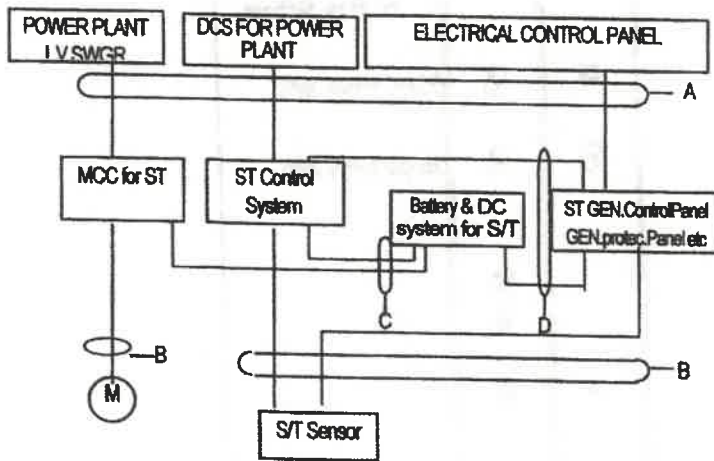 POWER PLANT
L.V.SWGR
DCS FOR POWER
PLANT
ELECTRICAL CONTROL PANEL
A
MCC for ST
ST Control
System
Battery & DC
system for S/T
ST GEN.ControlPanel
GEN.protec.Panel etc
C
D
B
M
B
S/T Sensor